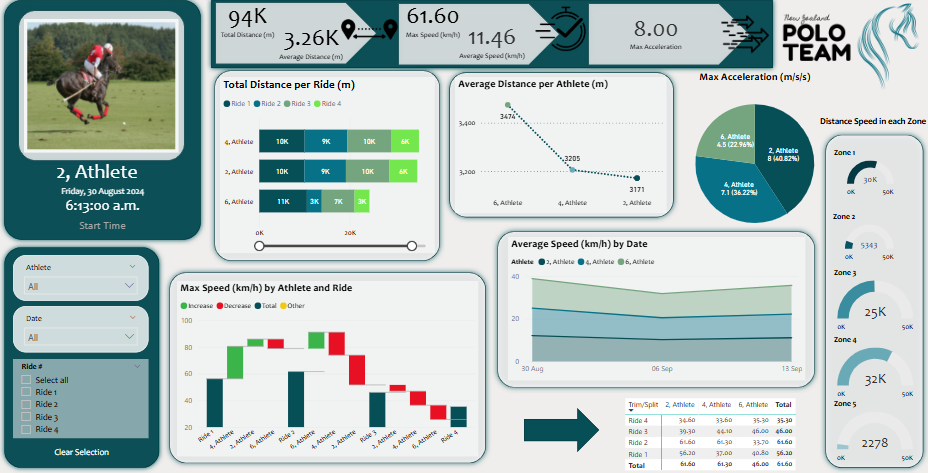 2, Athlete
Friday, 30 August 2024
6:13:00 a.m.
Start Time
Athlete
All
Date
All
Ride #
Select all
Ride 1
Ride 2
Ride 3
Ride 4
Clear Selection
94K
Total Distance (m)
3.26K
Average Distance (m)
61.60
Max Speed (km/h)
11.46
Average Speed (km/h)
8.00
Max Acceleration
New Zealand
POLO
TEAM
Total Distance per Ride (m)
Ride 1 Ride 2 Ride 3 Ride 4
4, Athlete 10K 9K 10K 6K
2, Athlete 10K 9K 10K 6K
6, Athlete 11K 3K 7K 3K
0K 20K
Average Distance per Athlete (m)
3,400
3,200
3474
3205
3171
6, Athlete 4, Athlete 2, Athlete
Max Acceleration (m/s/s)
6, Athlete
4.5 (22.96%)
2, Athlete
8 (40.82%)
4, Athlete
7.1 (36.22%)
Distance Speed in each Zone
Zone 1
30K
0K 50K
Zone 2
5343
0K 50K
Zone 3
25K
0K 50K
Zone 4
32K
0K 50K
Zone 5
2278
0K 50K
Max Speed (km/h) by Athlete and Ride
Increase Decrease Total Other
100
80
60
40
20
Ride 1 4, Athlete 2, Athlete 6, Athlete Ride 2 6, Athlete 4, Athlete 2, Athlete Ride 3 2, Athlete 4, Athlete 6, Athlete Ride 4
Average Speed (km/h) by Date
Athlete 2, Athlete 4, Athlete 6, Athlete
40
20
0
30 Aug 06 Sep 13 Sep
Trim/Split 2, Athlete 4, Athlete 6, Athlete Total
Ride 4 34.60 33.60 35.30 35.30
Ride 3 39.30 44.10 46.00 46.00
Ride 2 61.60 61.30 33.70 61.60
Ride 1 56.20 37.00 40.80 56.20
Total 61.60 61.30 46.00 61.60